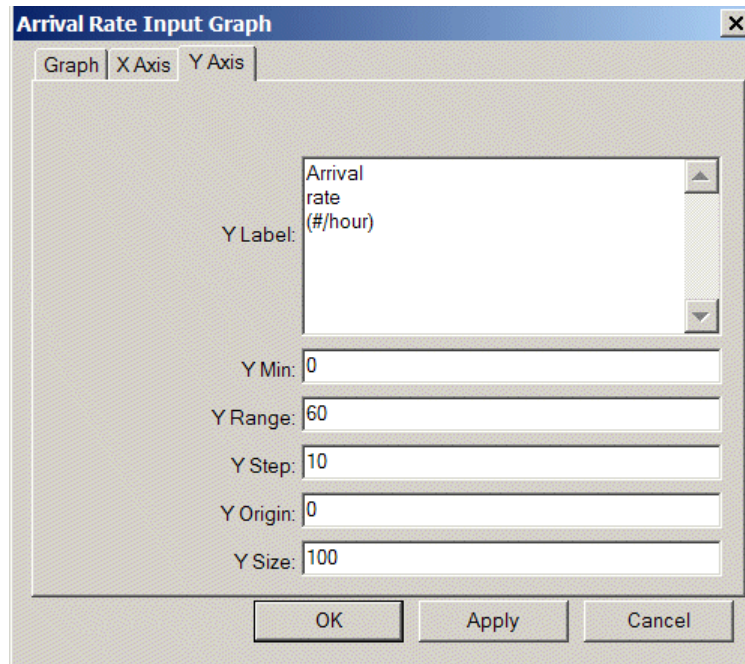 Arrival Rate Input Graph
Graph X Axis Y Axis
Y Label:
Arrival
rate
(#/hour)
Y Min: 0
Y Range: 60
Y Step: 10
Y Origin: 0
Y Size: 100
OK Apply Cancel